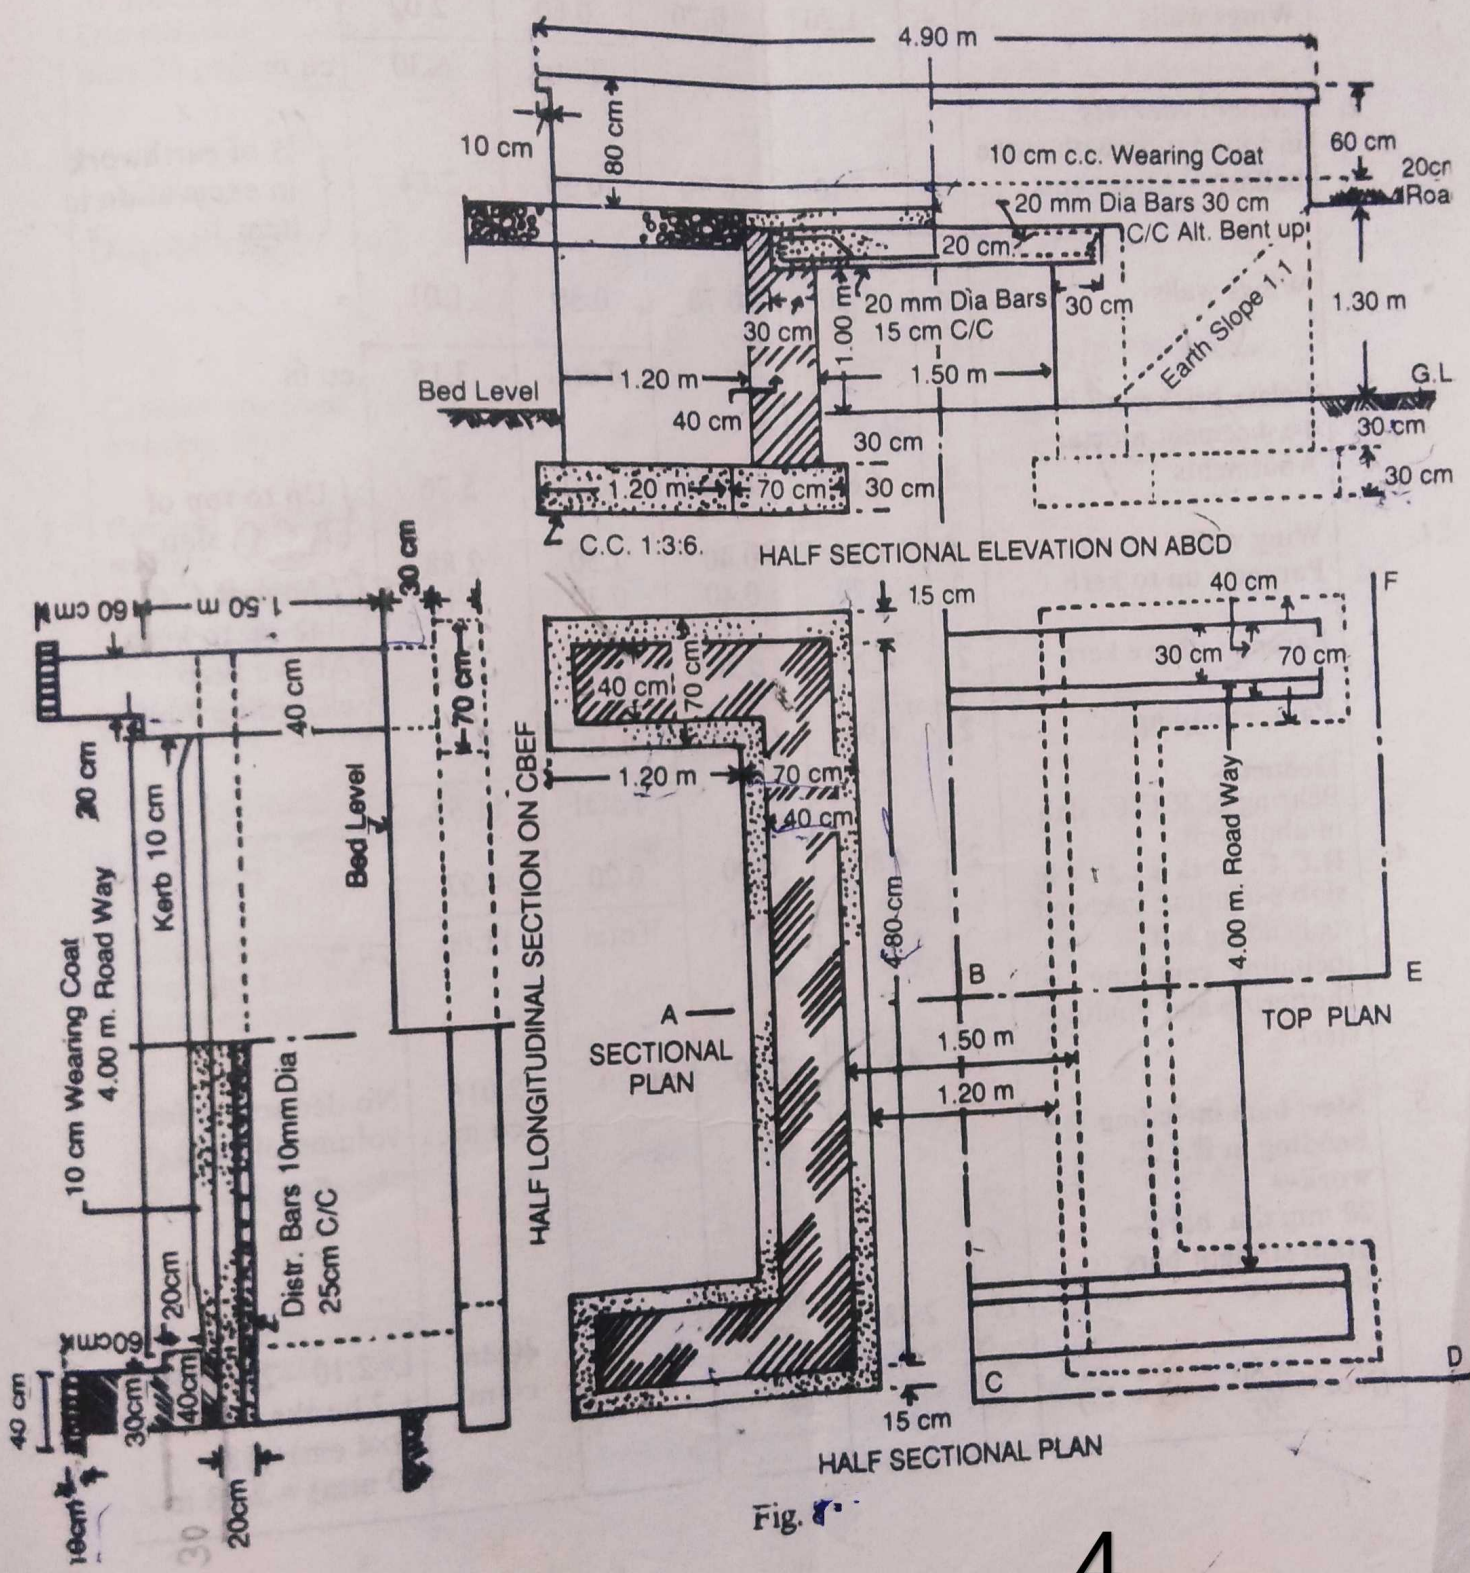 4.90 m
10 cm
80 cm
10 cm c.c. Wearing Coat
60 cm
20 mm Dia Bars 30 cm
C/C Alt. Bent up
20 cm
20 mm Dia Bars
15 cm C/C
30 cm
30 cm
1.00 m
Earth Slope 1.1
1.30 m
1.20 m
1.50 m
Bed Level
40 cm
G.L
30 cm
30 cm
1.20 m
70 cm
30 cm
30 cm
C.C. 1:3:6.
HALF SECTIONAL ELEVATION ON ABCD
60 cm
1.50 m
30 cm
40 cm
70 cm
20 cm
Kerb 10 cm
Bed Level
10 cm Wearing Coat
4.00 m. Road Way
Distr. Bars 10mm Dia
25cm C/C
60cm
20cm
40 cm
30cm
40cm
20cm
30
HALF LONGITUDINAL SECTION ON CBEF
15 cm
40 cm
70 cm
1.20 m
70 cm
40 cm
4.80 cm
A
SECTIONAL
PLAN
1.50 m
1.20 m
15 cm
HALF SECTIONAL PLAN
40 cm
F
30 cm
70 cm
4.00 m. Road Way
B
E
TOP PLAN
C
D
Fig.
4